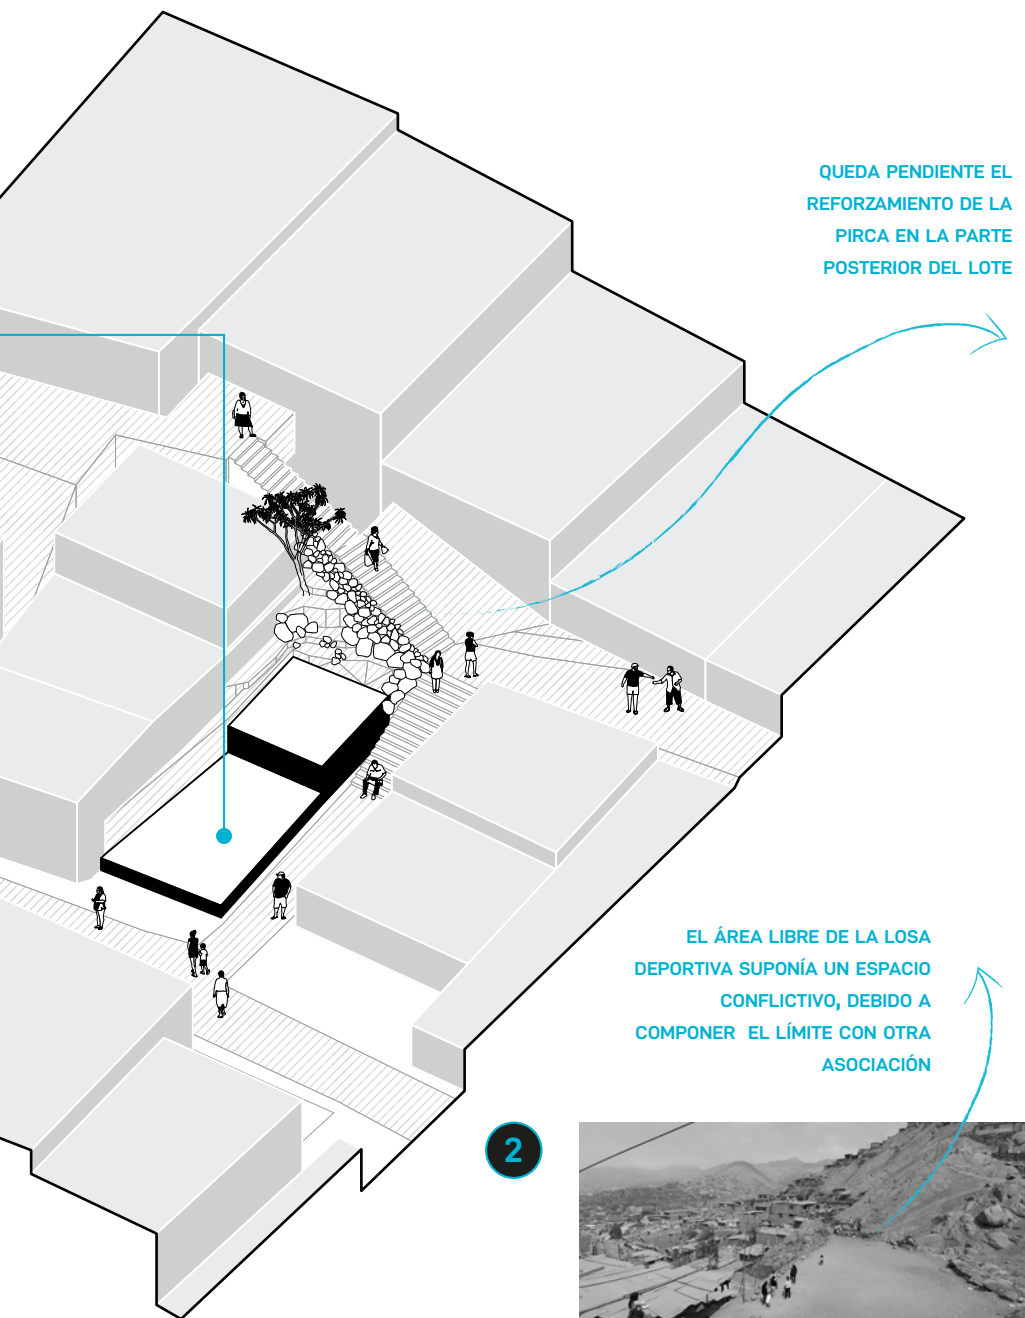 QUEDA PENDIENTE EL
REFORZAMIENTO DE LA
PIRCA EN LA PARTE
POSTERIOR DEL LOTE
EL ÁREA LIBRE DE LA LOSA
DEPORTIVA SUPONÍA UN ESPACIO
CONFLICTIVO, DEBIDO A
COMPONER EL LÍMITE CON OTRA
ASOCIACIÓN
2